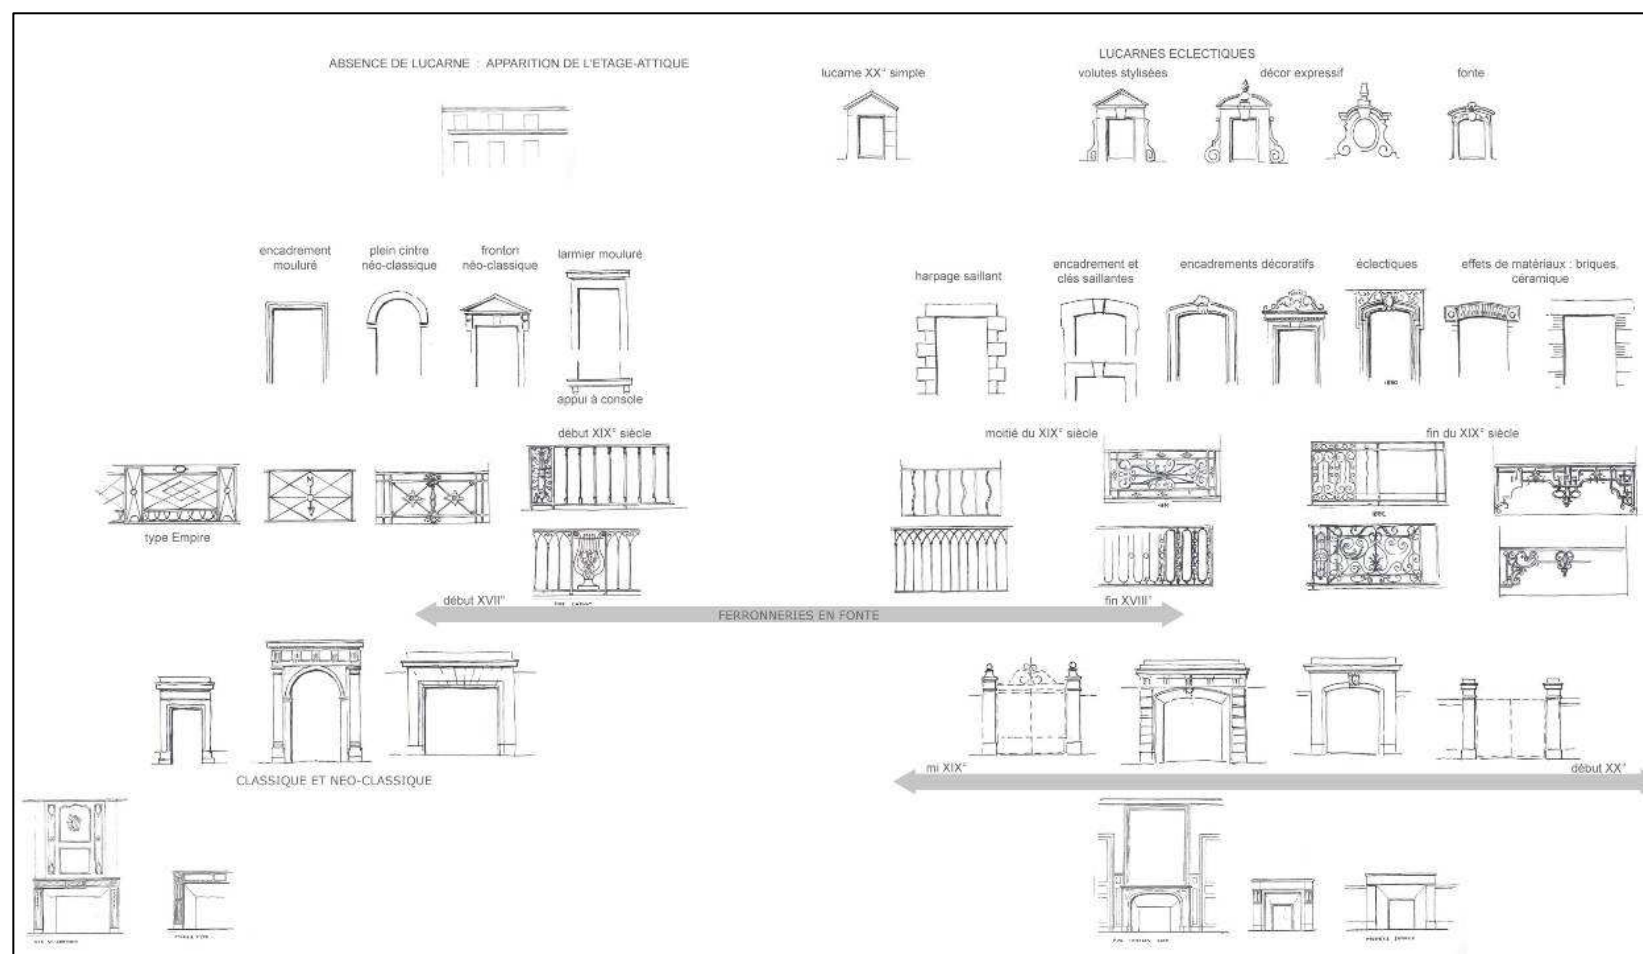 ABSENCE DE LUCARNE : APPARITION DE L'ETAGE-ATTIQUE
LUCARNES ECLECTIQUES
lucarne XX° simple
volutes stylisées
décor expressif
fonte
encadrement
mouluré
plein cintre
néo-classique
fronton
néo-classique
larmier mouluré
appui à console
harpage saillant
encadrement et
clés saillantes
encadrements décoratifs
éclectiques
effets de matériaux : briques,
céramique
1890
début XIX° siècle
moitié du XIX° siècle
fin du XIX° siècle
type Empire
début XVII°
fin XVIII°
FERRONNERIES EN FONTE
CLASSIQUE ET NEO-CLASSIQUE
mi XIX°
début XX°